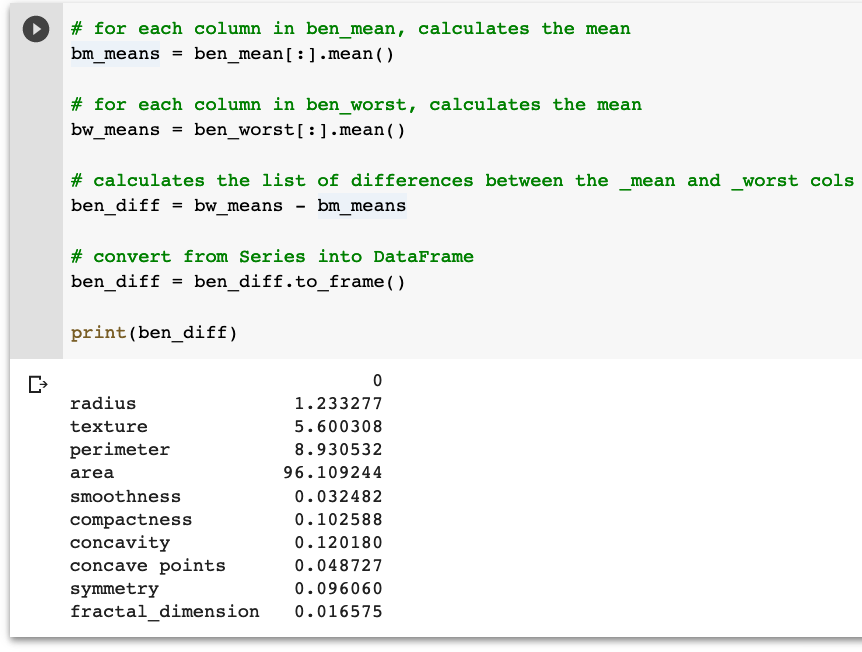 # for each column in ben_mean, calculates the mean
bm_means = ben_mean[:].mean()
# for each column in ben_worst, calculates the mean
bw_means = ben_worst[:].mean()
# calculates the list of differences between the _mean and _worst cols
ben_diff = bw_means - bm_means
# convert from Series into DataFrame
ben_diff = ben_diff.to_frame()
print(ben_diff)
0
radius 1.233277
texture 5.600308
perimeter 8.930532
area 96.109244
smoothness 0.032482
compactness 0.102588
concavity 0.120180
concave points 0.048727
symmetry 0.096060
fractal_dimension 0.016575